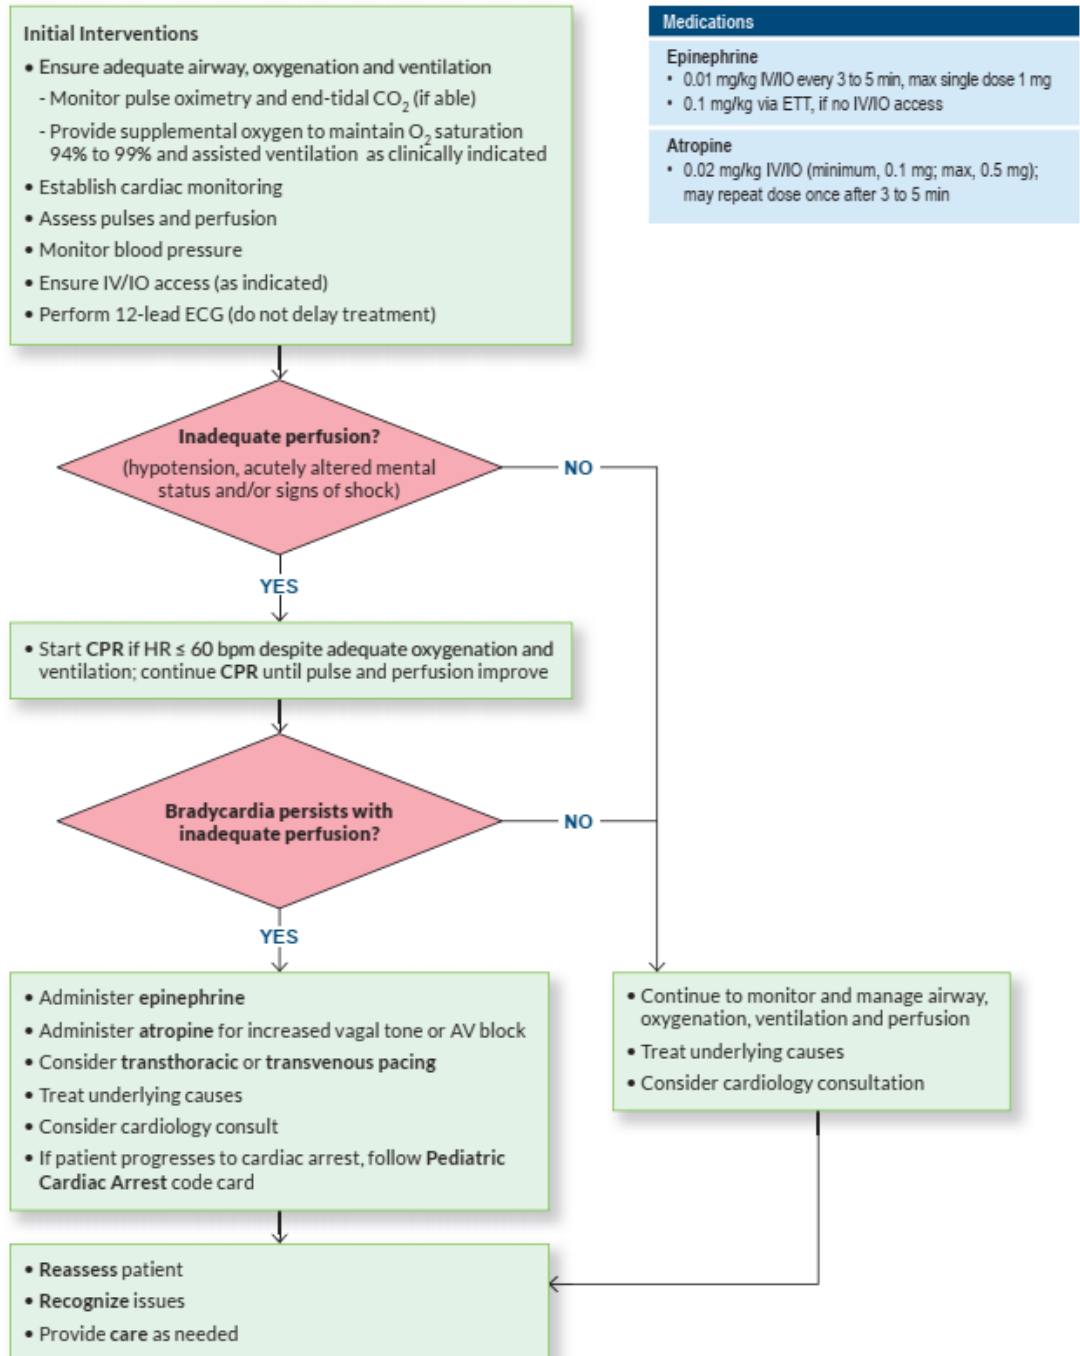 Initial Interventions
• Ensure adequate airway, oxygenation and ventilation
- Monitor pulse oximetry and end-tidal CO2 (if able)
- Provide supplemental oxygen to maintain O2 saturation
94% to 99% and assisted ventilation as clinically indicated
• Establish cardiac monitoring
• Assess pulses and perfusion
• Monitor blood pressure
• Ensure IV/IO access (as indicated)
• Perform 12-lead ECG (do not delay treatment)
Medications
Epinephrine
• 0.01 mg/kg IV/IO every 3 to 5 min, max single dose 1 mg
• 0.1 mg/kg via ETT, if no IV/IO access
Atropine
• 0.02 mg/kg IV/IO (minimum, 0.1 mg; max, 0.5 mg);
may repeat dose once after 3 to 5 min
Inadequate perfusion?
(hypotension, acutely altered mental
status and/or signs of shock)
NO
YES
• Start CPR if HR ≤ 60 bpm despite adequate oxygenation and
ventilation; continue CPR until pulse and perfusion improve
Bradycardia persists with
inadequate perfusion?
NO
YES
• Administer epinephrine
• Administer atropine for increased vagal tone or AV block
• Consider transthoracic or transvenous pacing
• Treat underlying causes
• Consider cardiology consult
• If patient progresses to cardiac arrest, follow Pediatric
Cardiac Arrest code card
• Continue to monitor and manage airway,
oxygenation, ventilation and perfusion
• Treat underlying causes
• Consider cardiology consultation
• Reassess patient
• Recognize issues
• Provide care as needed